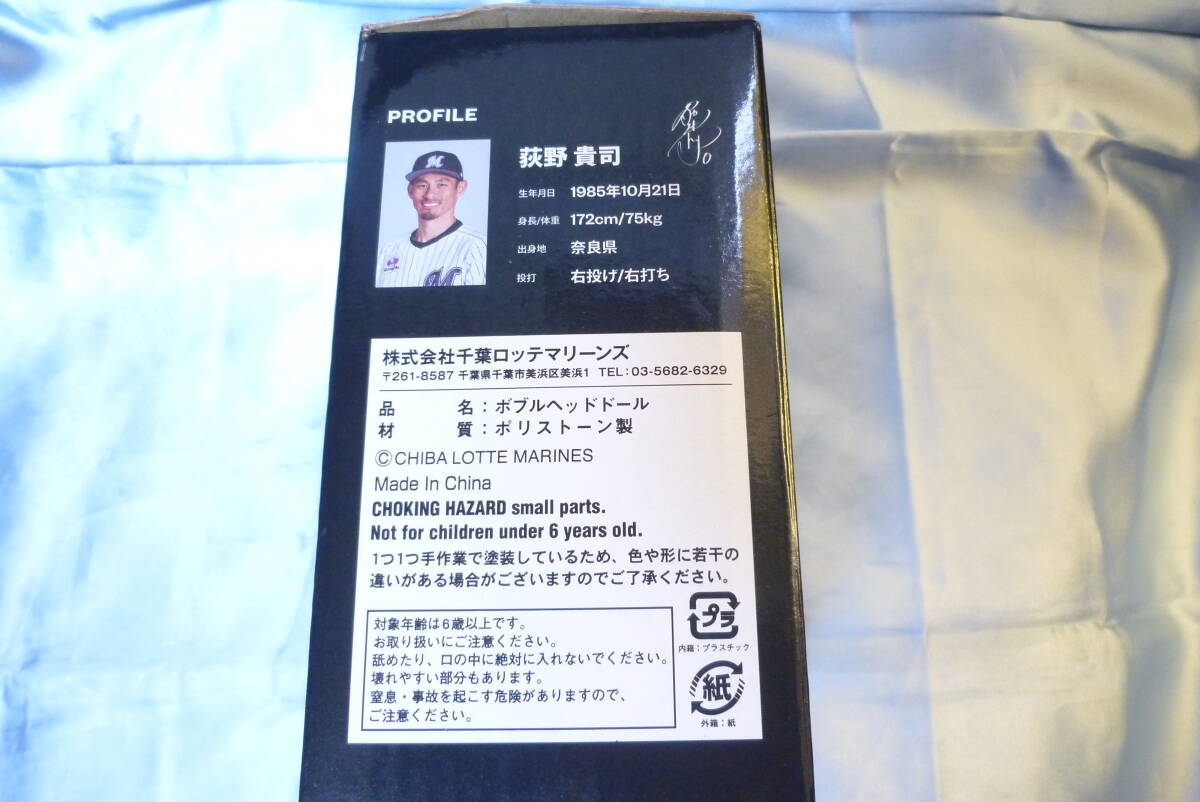 PROFILE
荻野 貴司
生年月日 1985年10月21日
身長/体重 172cm/75kg
出身地 奈良県
投打 右投げ/右打ち
株式会社千葉ロッテマリーンズ
〒261-8587 千葉県千葉市美浜区美浜1 TEL:03-5682-6329
品名:ボブルヘッドドール
材質:ポリストーン製
©CHIBA LOTTE MARINES
Made In China
CHOKING HAZARD small parts.
Not for children under 6 years old.
1つ1つ手作業で塗装しているため、色や形に若干の
違いがある場合がございますのでご了承ください。
対象年齢は6歳以上です。
お取り扱いにご注意ください。
舐めたり、口の中に絶対に入れないでください。
壊れやすい部分もあります。
窒息・事故を起こす危険がありますので、
ご注意ください。
プラ
内箱:プラスチック
紙
外箱:紙